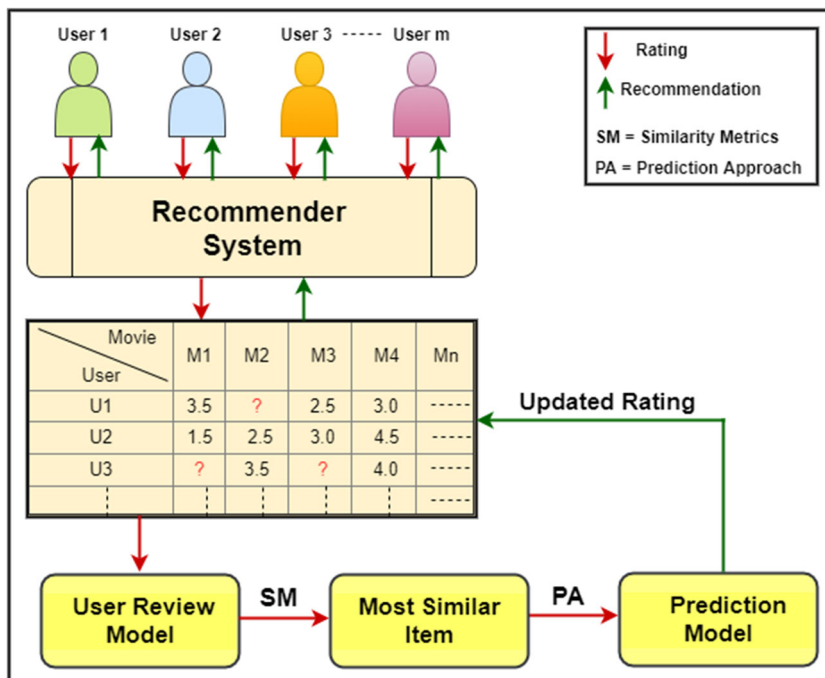 User 1 User 2 User 3 ----- User m
Rating
Recommendation
SM = Similarity Metrics
PA = Prediction Approach
Recommender
System
Movie
User
M1 M2 M3 M4 Mn
U1 3.5 ? 2.5 3.0 -----
U2 1.5 2.5 3.0 4.5 -----
U3 ? 3.5 ? 4.0 -----
-----
Updated Rating
User Review
Model
SM
Most Similar
Item
PA
Prediction
Model